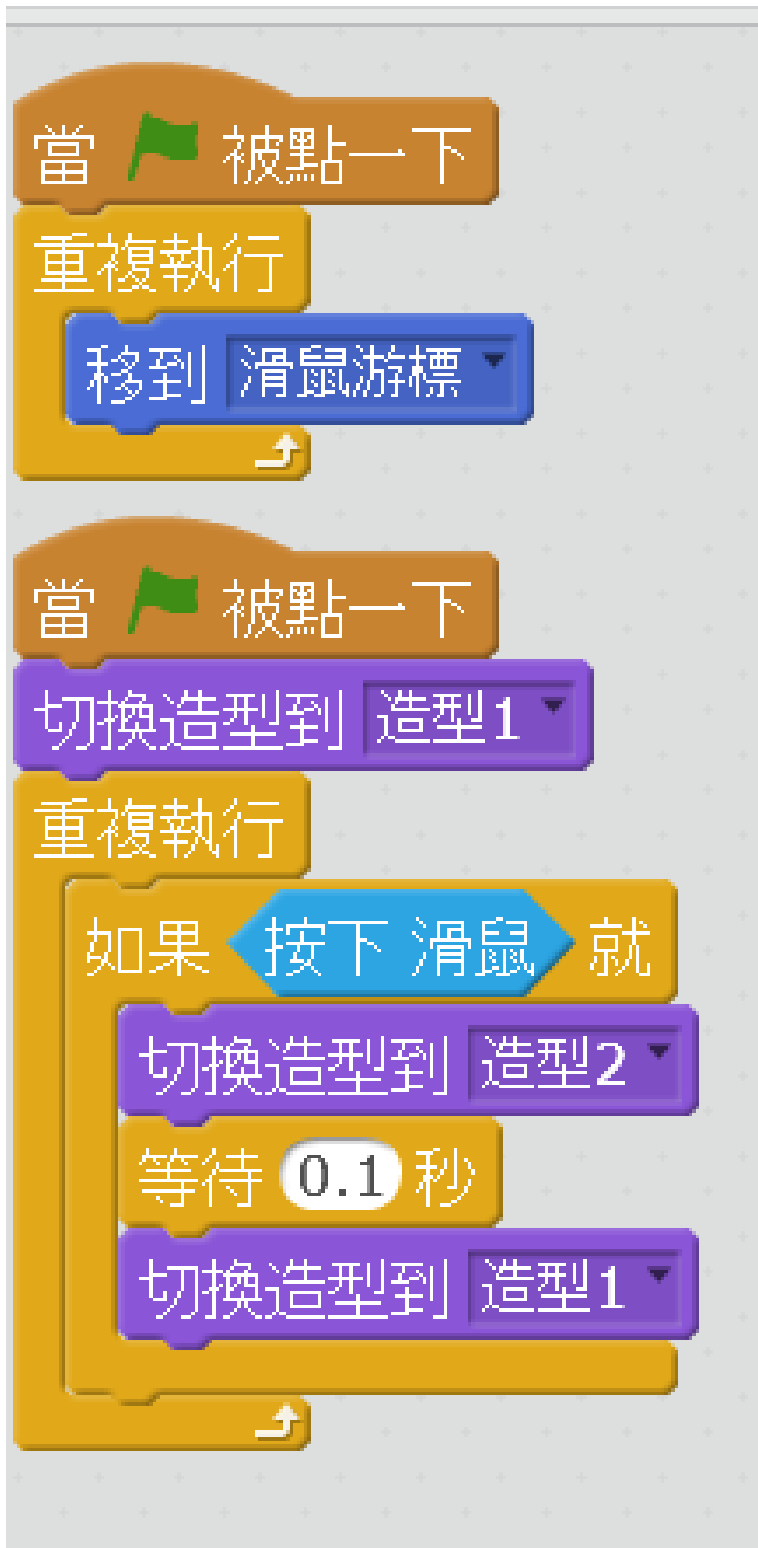 當 被點一下
重複執行
移到 滑鼠游標
當 被點一下
切換造型到 造型1
重複執行
如果 按下 滑鼠 就
切換造型到 造型2
等待 0.1 秒
切換造型到 造型1